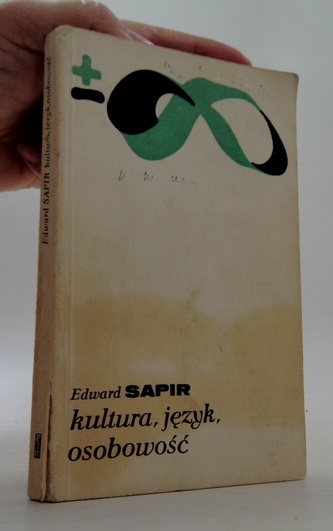 Edward SAPIR kultura, język, osobowość
Edward SAPIR
kultura, język,
osobowość